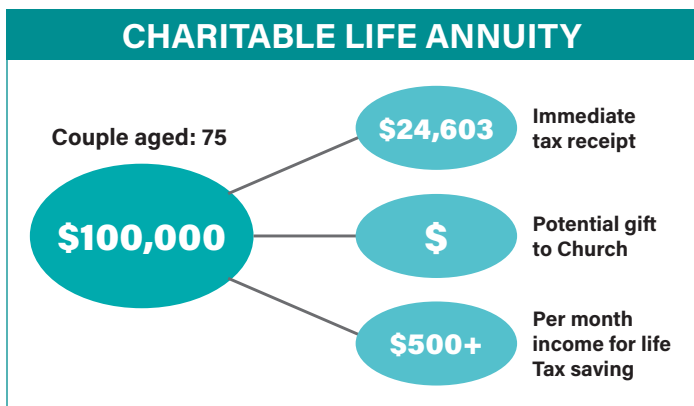 CHARITABLE LIFE ANNUITY
Couple aged: 75
$100,000
$24,603
Immediate
tax receipt
$
Potential gift
to Church
$500+
Per month
income for life
Tax saving